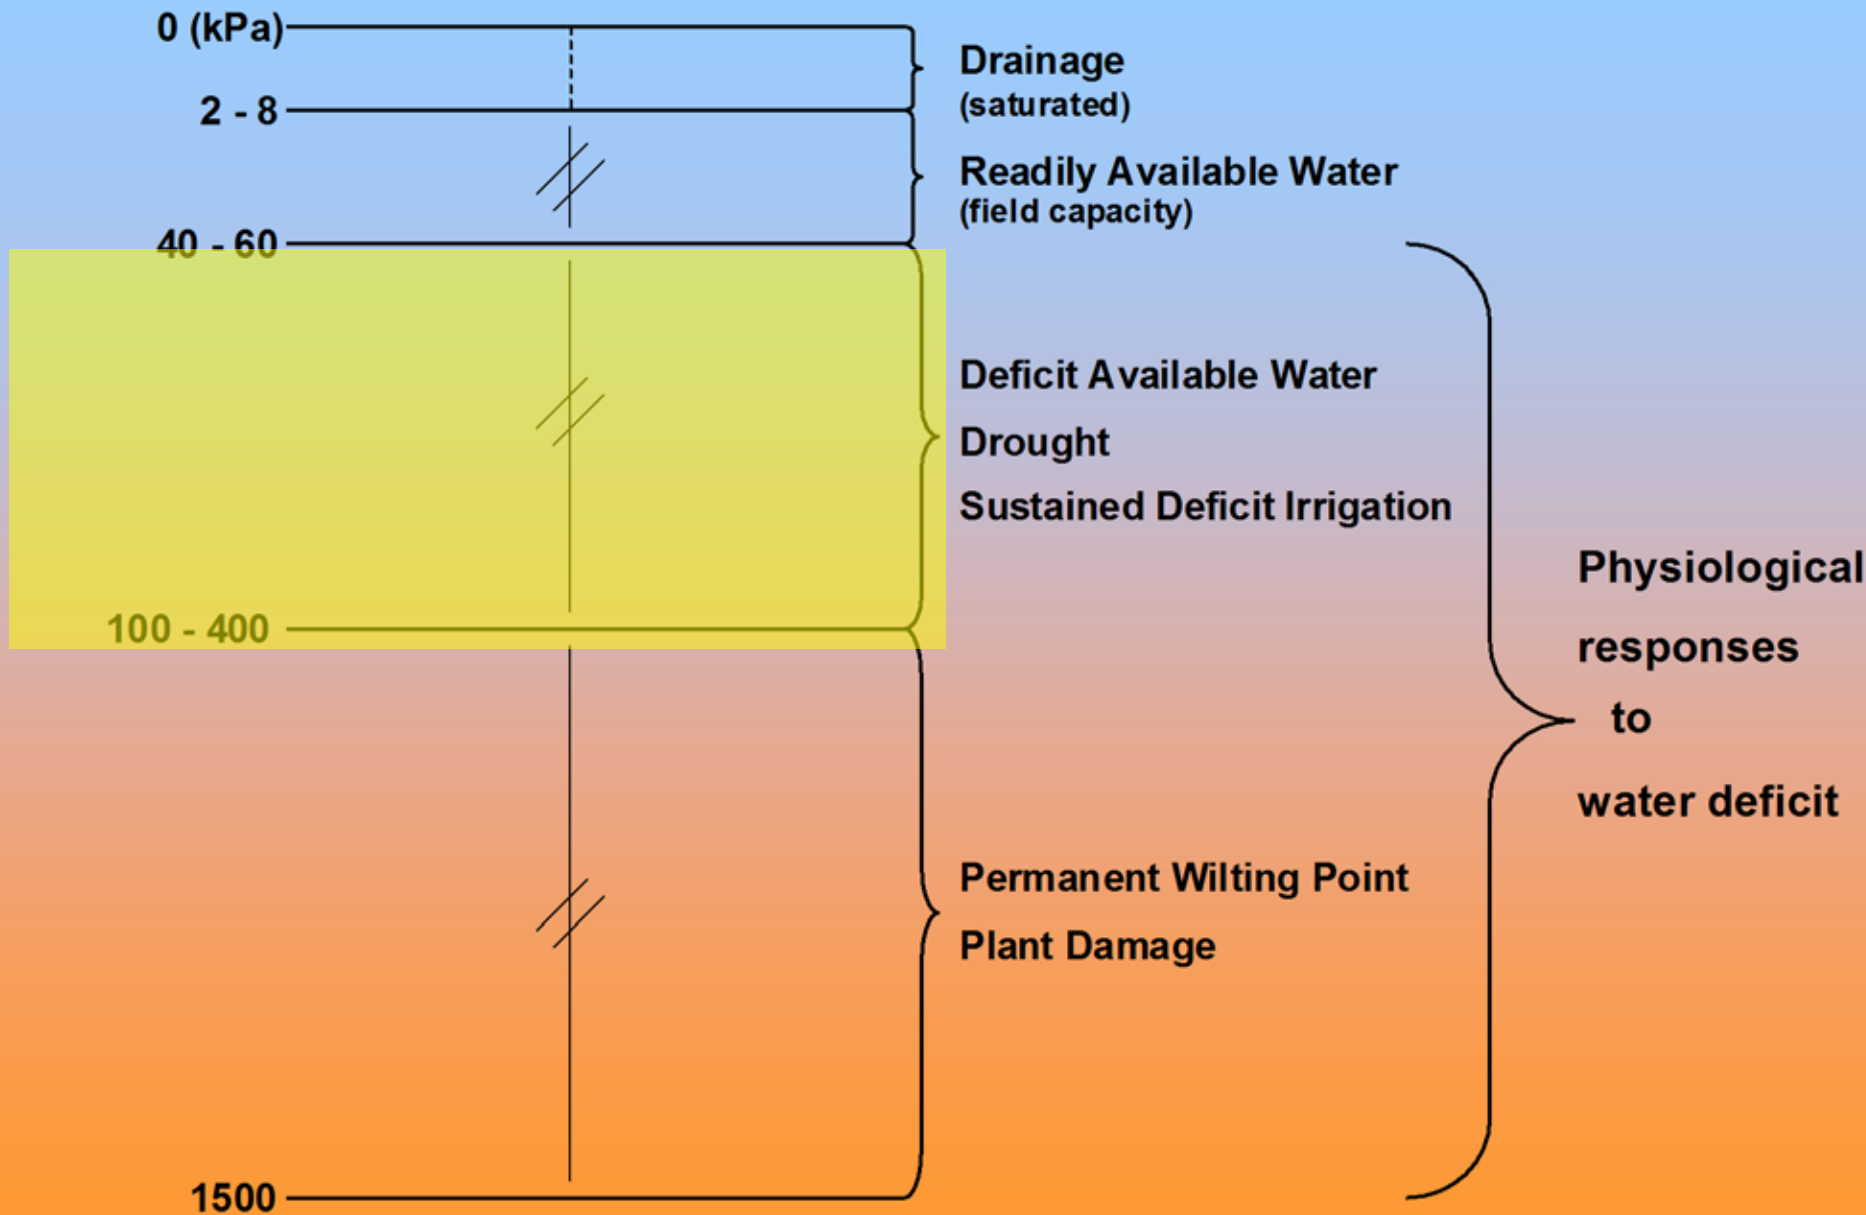 0 (kPa)
Drainage
(saturated)
2 - 8
Readily Available Water
(field capacity)
40 - 60
Deficit Available Water
Drought
Sustained Deficit Irrigation
100 - 400
Physiological
responses
to
water deficit
Permanent Wilting Point
Plant Damage
1500